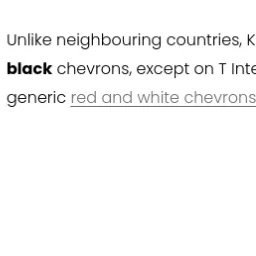 Unlike neighbouring countries, K
black chevrons, except on T Inte
generic red and white chevrons